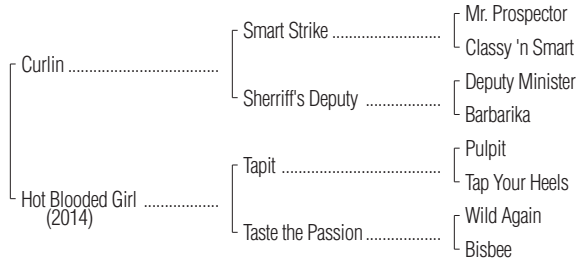 Mr. Prospector
Smart Strike ..................
Classy 'n Smart
Curlin ..................................
Deputy Minister
Sherriff's Deputy ..................
Barbarika
Pulpit
Tapit ..................................
Tap Your Heels
Hot Blooded Girl ..................
(2014)
Wild Again
Taste the Passion ..................
Bisbee